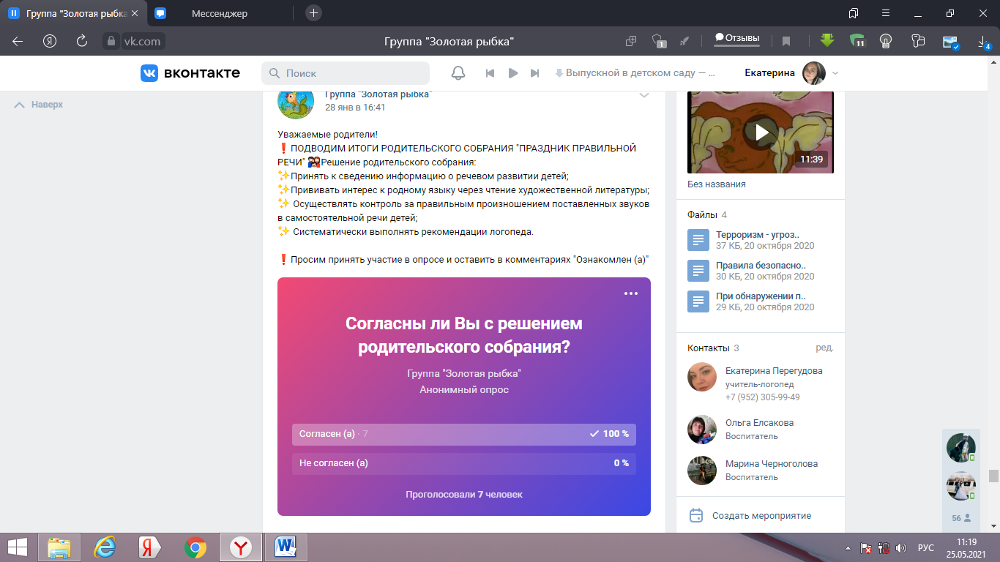 Группа "Золотая рыбка
Мессенджер
vk.com
Группа "Золотая рыбка"
Отзывы
1
11
4
вконтакте
Поиск
Выпускной в детском саду — ...
Екатерина
Наверх
Группа "Золотая рыбка"
28 янв в 16:41
Уважаемые родители!
❗ ПОДВОДИМ ИТОГИ РОДИТЕЛЬСКОГО СОБРАНИЯ "ПРАЗДНИК ПРАВИЛЬНОЙ
РЕЧИ" Решение родительского собрания:
✨Принять к сведению информацию о речевом развитии детей;
✨Прививать интерес к родному языку через чтение художественной литературы;
✨ Осуществлять контроль за правильным произношением поставленных звуков
в самостоятельной речи детей;
✨ Систематически выполнять рекомендации логопеда.
❗ Просим принять участие в опросе и оставить в комментариях "Ознакомлен (а)"
Согласны ли Вы с решением
родительского собрания?
Группа "Золотая рыбка"
Анонимный опрос
Согласен (а) · 7 100 %
Не согласен (а) 0 %
Проголосовали 7 человек
11:39
Без названия
Файлы 4
Терроризм - угроз..
37 КБ, 20 октября 2020
Правила безопасно..
30 КБ, 20 октября 2020
При обнаружении п..
29 КБ, 20 октября 2020
Контакты 3 ред.
Екатерина Перегудова
учитель-логопед
+7 (952) 305-99-49
Ольга Елсакова
Воспитатель
Марина Черноголова
Воспитатель
Создать мероприятие
56
РУС
11:19
25.05.2021